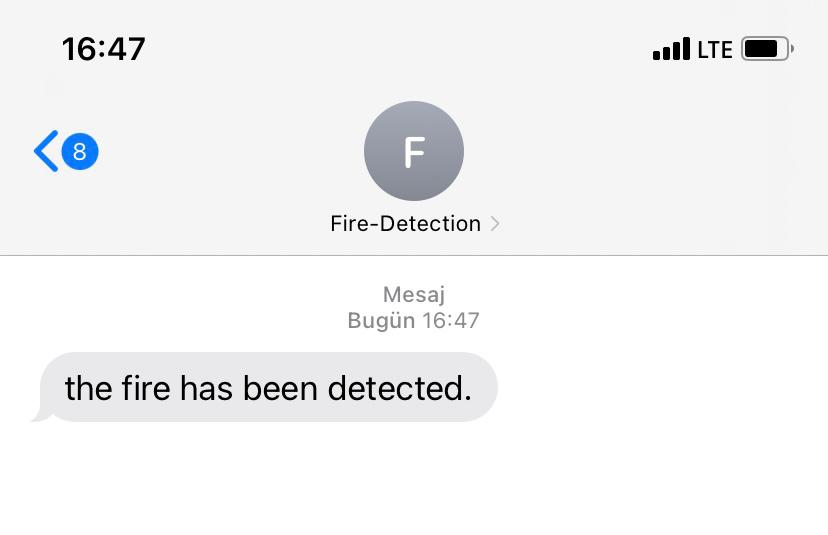 16:47
LTE
8
F
Fire-Detection
Mesaj
Bugün 16:47
the fire has been detected.